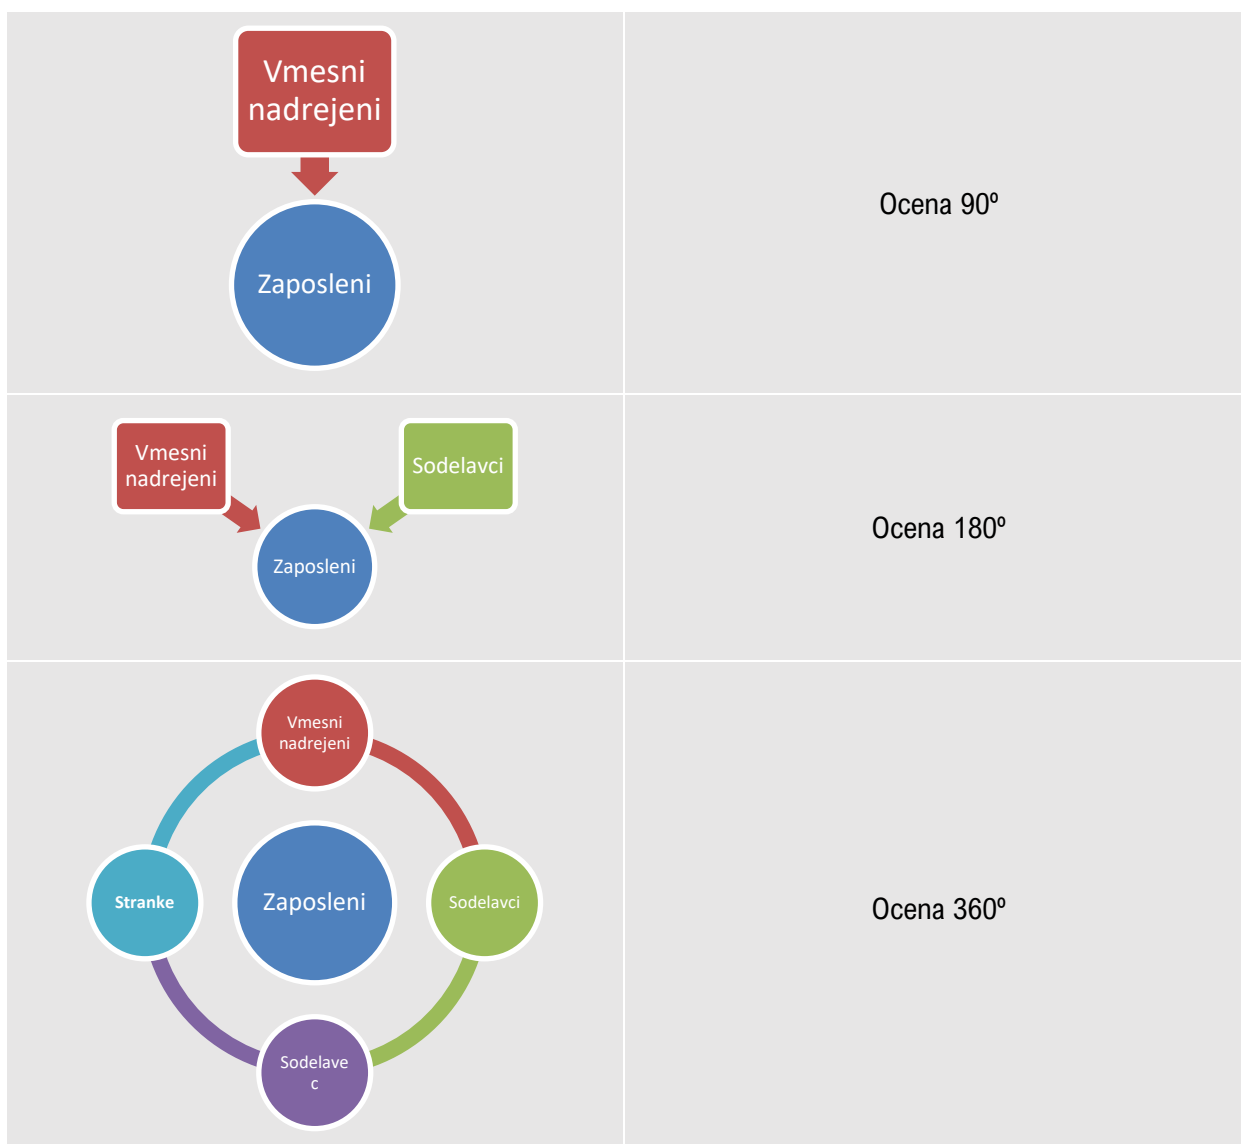 Vmesni
nadrejeni
Zaposleni
Ocena 90º
Vmesni
nadrejeni
Sodelavci
Zaposleni
Ocena 180º
Vmesni
nadrejeni
Stranke
Zaposleni
Sodelavci
Sodelave
c
Ocena 360º